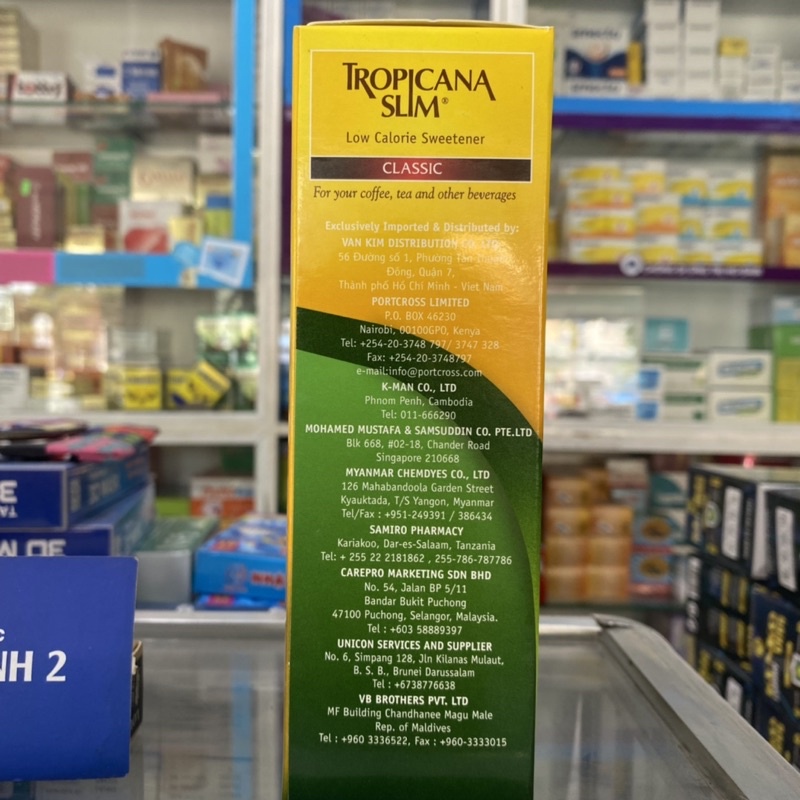 TROPICANA
SLIM®
Low Calorie Sweetener
CLASSIC
For your coffee, tea and other beverages
Exclusively Imported & Distributed by:
VAN KIM DISTRIBUTION CO. LTD
56 Đường số 1, Phường Tân
Đông, Quận 7,
Thành phố Hồ Chí Minh - Viet Nam
PORTCROSS LIMITED
P.O. BOX 46230
Nairobi, 00100GPO, Kenya
Tel: +254-20-3748 797/ 3747 328
Fax: +254-20-3748797
e-mail:info@portcross.com
K-MAN CO., LTD
Phnom Penh, Cambodia
Tel: 011-666290
MOHAMED MUSTAFA & SAMSUDDIN CO. PTE.LTD
Blk 668, #02-18, Chander Road
Singapore 210668
MYANMAR CHEMDYES CO., LTD
126 Mahabandoola Garden Street
Kyauktada, T/S Yangon, Myanmar
Tel/Fax : +951-249391 / 386434
SAMIRO PHARMACY
Kariakoo, Dar-es-Salaam, Tanzania
Tel: + 255 22 2181862 , 255-786-787786
CAREPRO MARKETING SDN BHD
No. 54, Jalan BP 5/11
Bandar Bukit Puchong
47100 Puchong, Selangor, Malaysia.
Tel : +603 58889397
UNICON SERVICES AND SUPPLIER
No. 6, Simpang 128, Jln Kilanas Mulaut,
B. S. B., Brunei Darussalam
Tel : +6738776638
VB BROTHERS PVT. LTD
MF Building Chandhanee Magu Male
Rep. of Maldives
Tel : +960 3336522, Fax : +960-3333015
NH 2